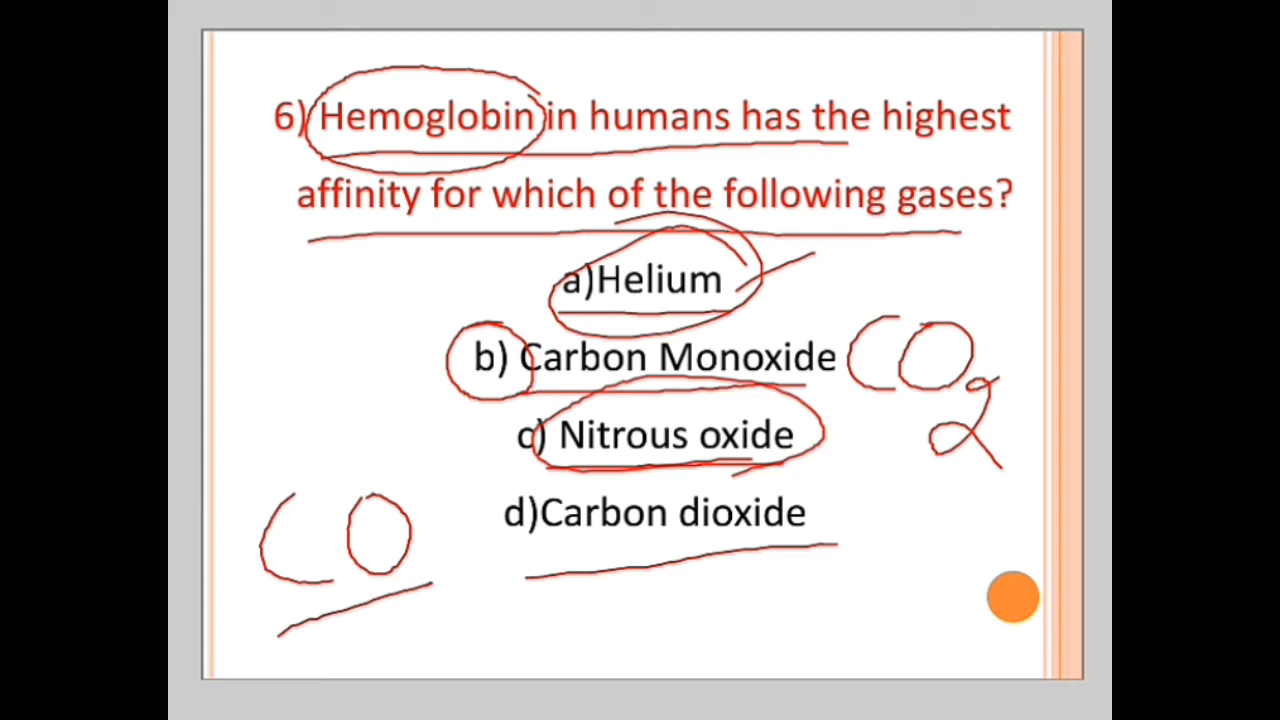 6) Hemoglobin in humans has the highest
affinity for which of the following gases?
a)Helium
b) Carbon Monoxide CO2
c) Nitrous oxide
d)Carbon dioxide
CO